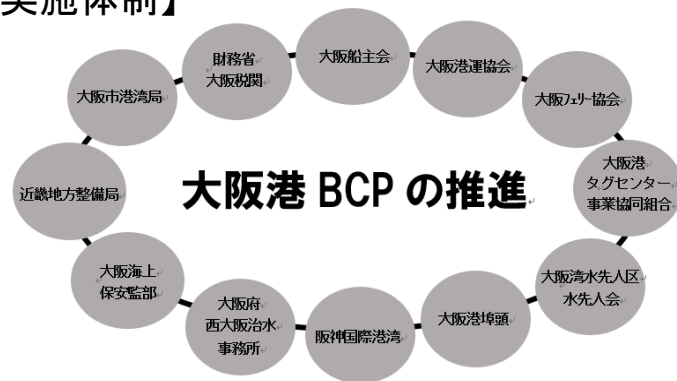 実施体制】
財務省
大阪税関
大阪船主会
大阪港運協会
大阪市港湾局
大阪フェリー協会
大阪港
タグセンター
事業協同組合
近畿地方整備局
大阪港 BCP の推進
大阪海上
保安監部
大阪湾水先人区
水先人会
大阪府
西大阪治水
事務所
阪神国際港湾
大阪港埠頭